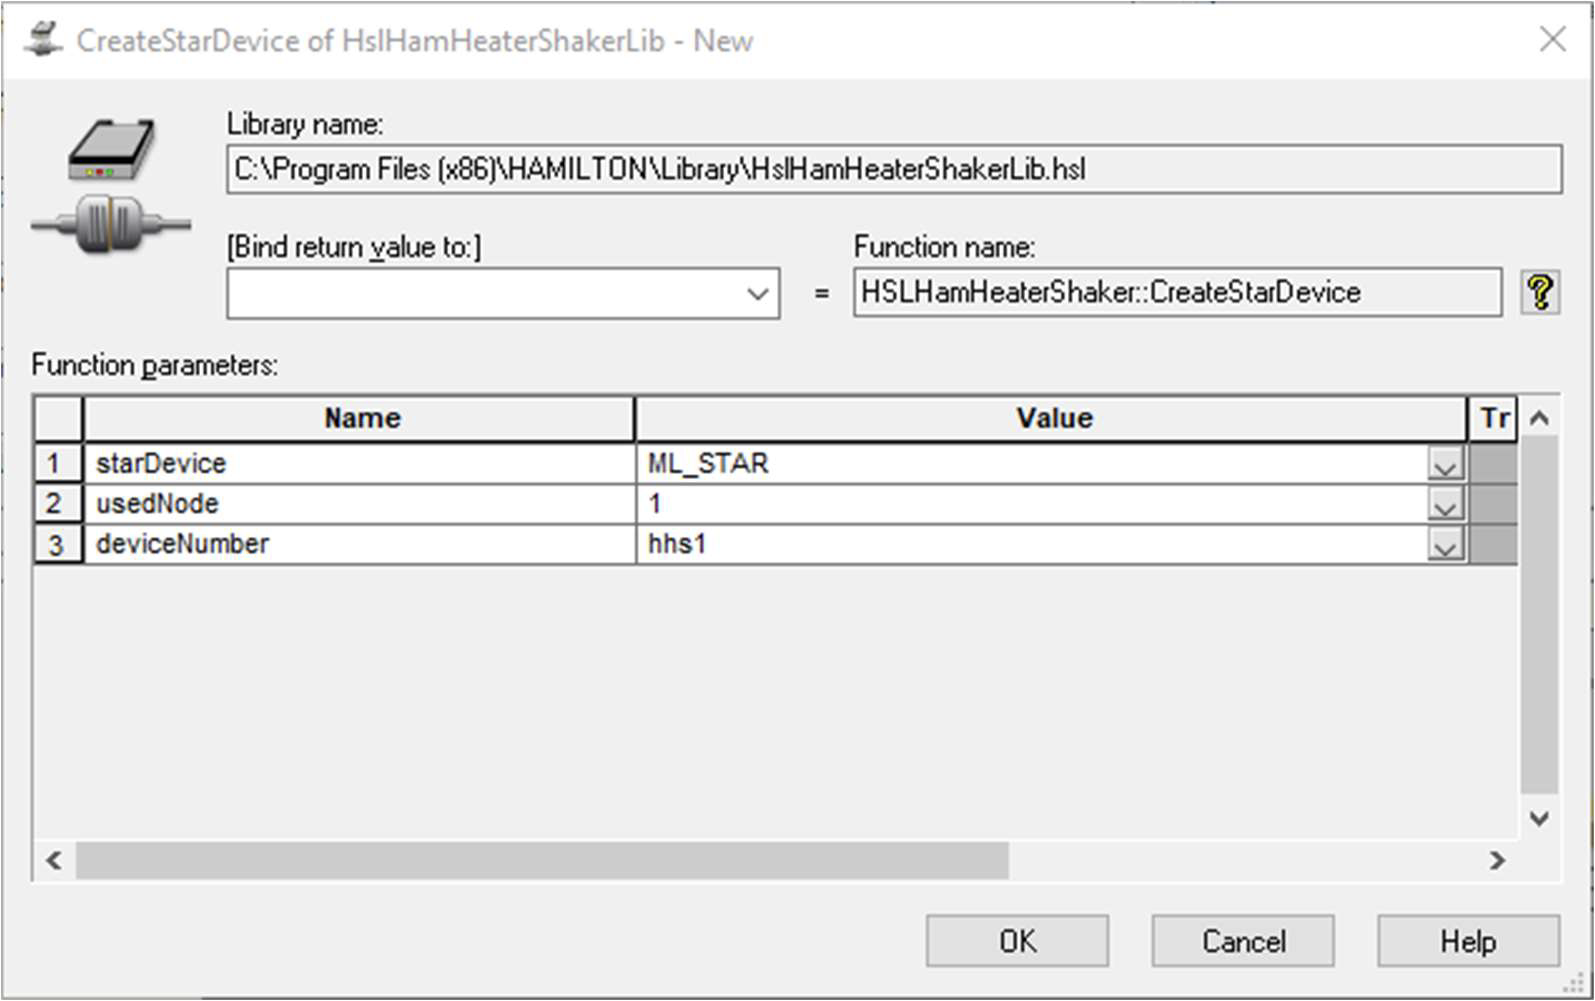 CreateStarDevice of HslHamHeaterShakerLib - New
Library name:
C:\Program Files (x86)\HAMILTON\Library\HslHamHeaterShakerLib.hsl
[Bind return value to:] Function name:
= HSLHamHeaterShaker::CreateStarDevice ?
Function parameters:
Name Value Tr
1 starDevice ML_STAR
2 usedNode 1
3 deviceNumber hhs1
OK Cancel Help